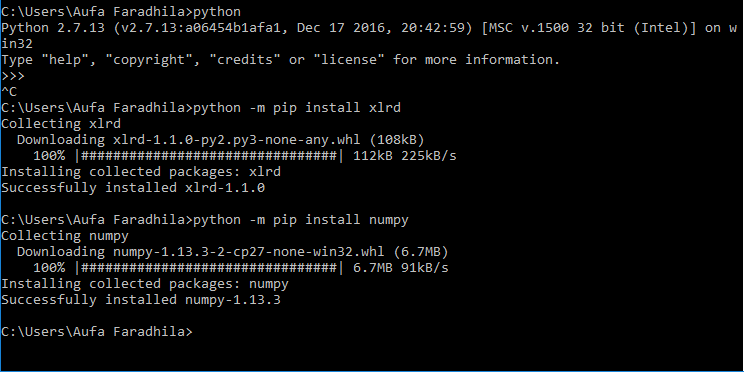 C:\Users\Aufa Faradhila>python
Python 2.7.13 (v2.7.13:a06454b1afa1, Dec 17 2016, 20:42:59) [MSC v.1500 32 bit (Intel)] on w
in32
Type "help", "copyright", "credits" or "license" for more information.
>>>
^C
C:\Users\Aufa Faradhila>python -m pip install xlrd
Collecting xlrd
  Downloading xlrd-1.1.0-py2.py3-none-any.whl (108kB)
    100% |################################| 112kB 225kB/s
Installing collected packages: xlrd
Successfully installed xlrd-1.1.0

C:\Users\Aufa Faradhila>python -m pip install numpy
Collecting numpy
  Downloading numpy-1.13.3-2-cp27-none-win32.whl (6.7MB)
    100% |################################| 6.7MB 91kB/s
Installing collected packages: numpy
Successfully installed numpy-1.13.3

C:\Users\Aufa Faradhila>